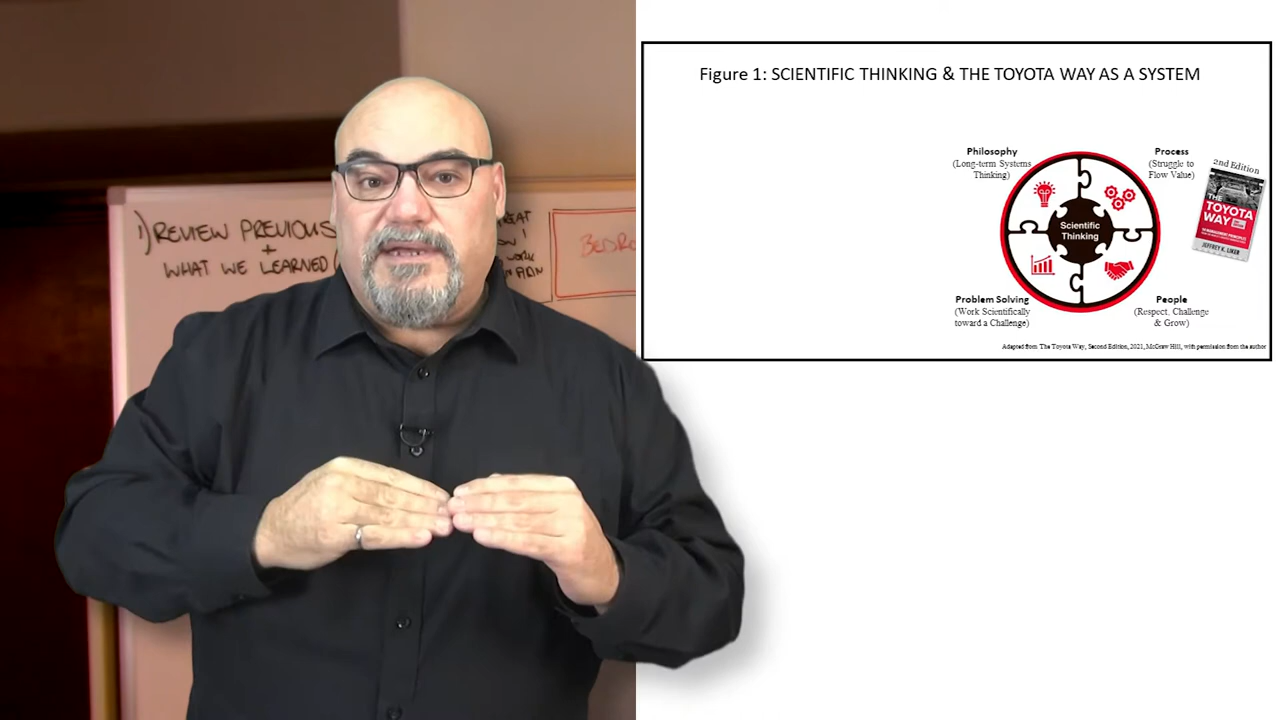 1) REVIEW PREVIOUS
+
WHAT WE LEARNED
work
Figure 1: SCIENTIFIC THINKING & THE TOYOTA WAY AS A SYSTEM
Philosophy
(Long-term Systems
Thinking)
Process
(Struggle to
Flow Value)
Scientific
Thinking
Problem Solving
(Work Scientifically
toward a Challenge)
People
(Respect, Challenge
& Grow)
2nd Edition
THE
TOYOTA
WAY
JEFFREY K. LIKER
Adapted from The Toyota Way, Second Edition, 2021, McGraw Hill, with permission from the author